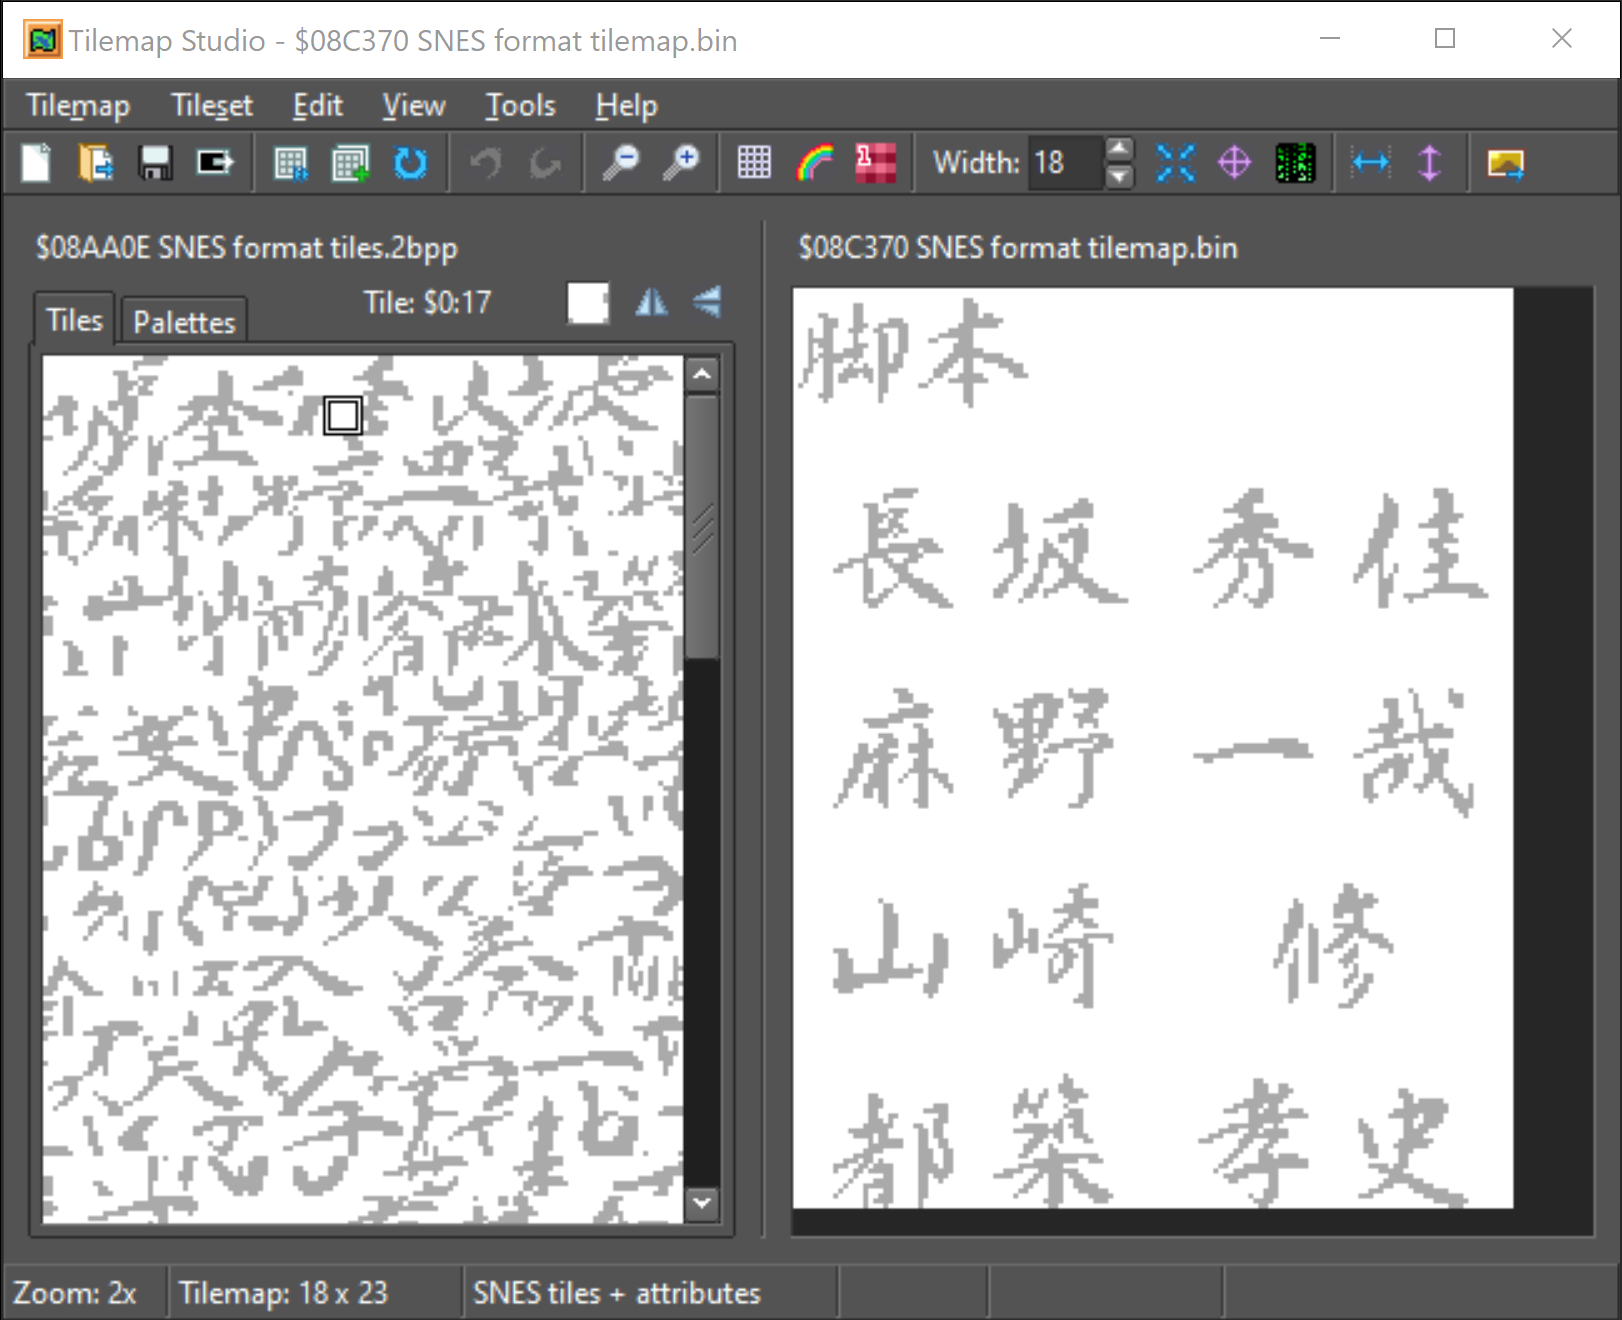 Tilemap Studio - $08C370 SNES format tilemap.bin
Tilemap Tileset Edit View Tools Help
1 Width: 18
$08AA0E SNES format tiles.2bpp
Tiles Palettes Tile: $0:17
$08C370 SNES format tilemap.bin
脚本
長坂 秀佳
麻野 一哉
山崎 修
都築 孝史
Zoom: 2x Tilemap: 18 x 23 SNES tiles + attributes